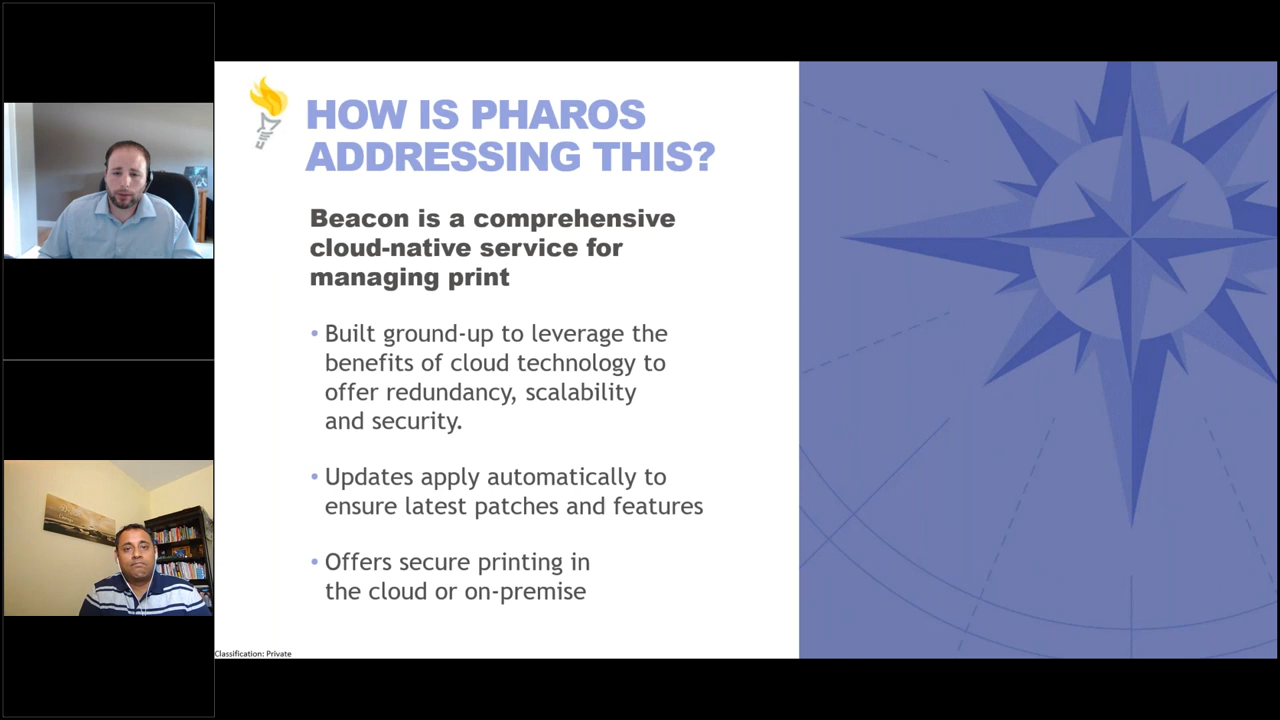 HOW IS PHAROS
ADDRESSING THIS?
Beacon is a comprehensive
cloud-native service for
managing print
• Built ground-up to leverage the
benefits of cloud technology to
offer redundancy, scalability
and security.
• Updates apply automatically to
ensure latest patches and features
• Offers secure printing in
the cloud or on-premise
Classification: Private